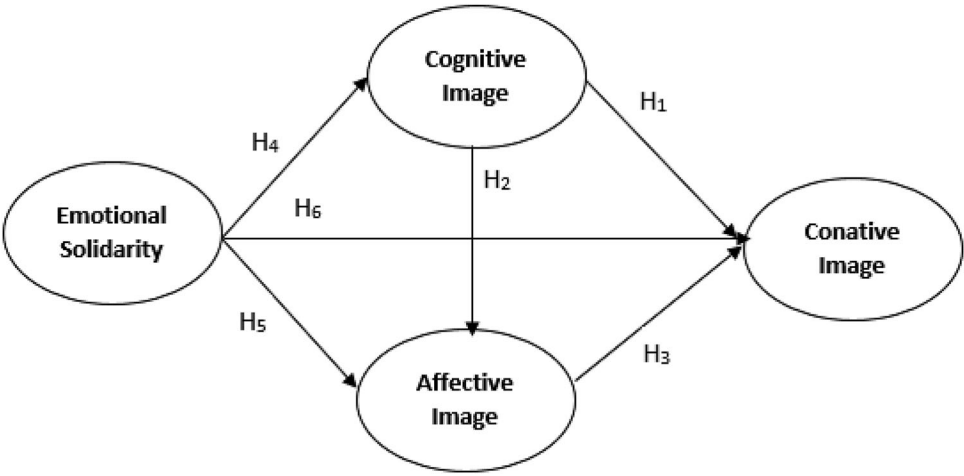 Cognitive
Image
H₁
H₄
H₂
Emotional
Solidarity
H₆
Conative
Image
H₅
H₃
Affective
Image